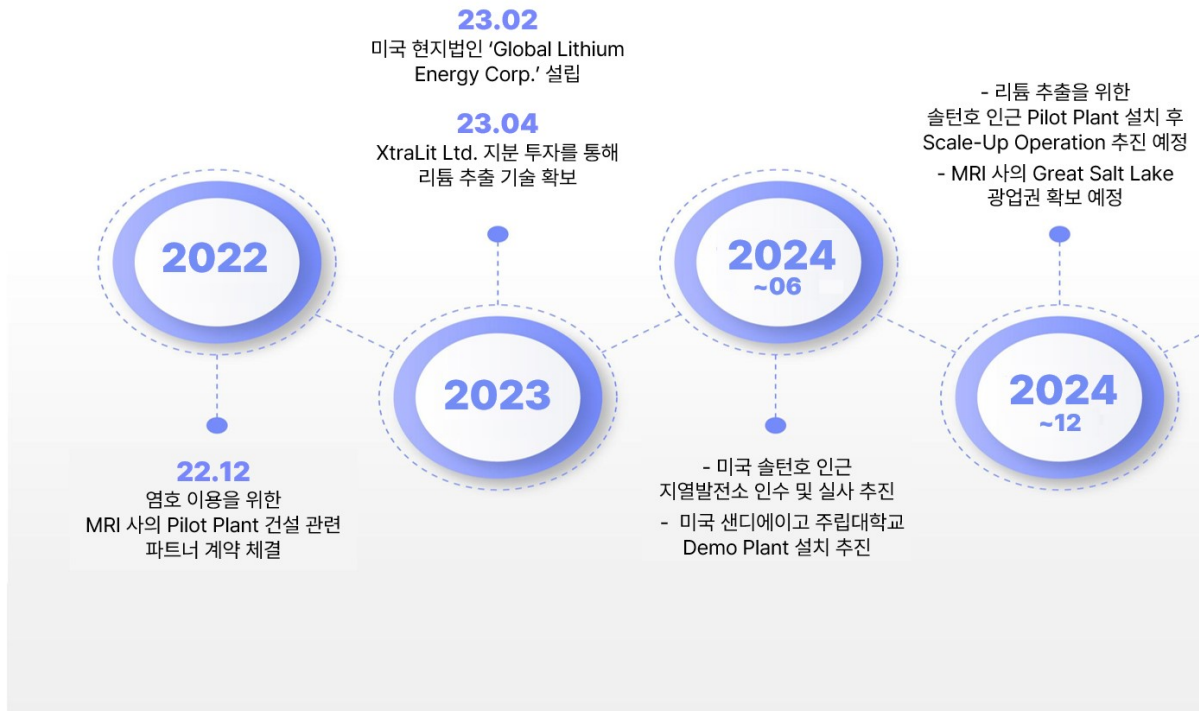 2022
22.12
염호 이용을 위한
MRI 사의 Pilot Plant 건설 관련
파트너 계약 체결
23.02
미국 현지법인 ‘Global Lithium
Energy Corp.’ 설립
23.04
XtraLit Ltd. 지분 투자를 통해
리튬 추출 기술 확보
2023
2024
~06
- 미국 솔턴호 인근
지열발전소 인수 및 실사 추진
- 미국 샌디에이고 주립대학교
Demo Plant 설치 추진
- 리튬 추출을 위한
솔턴호 인근 Pilot Plant 설치 후
Scale-Up Operation 추진 예정
- MRI 사의 Great Salt Lake
광업권 확보 예정
2024
~12